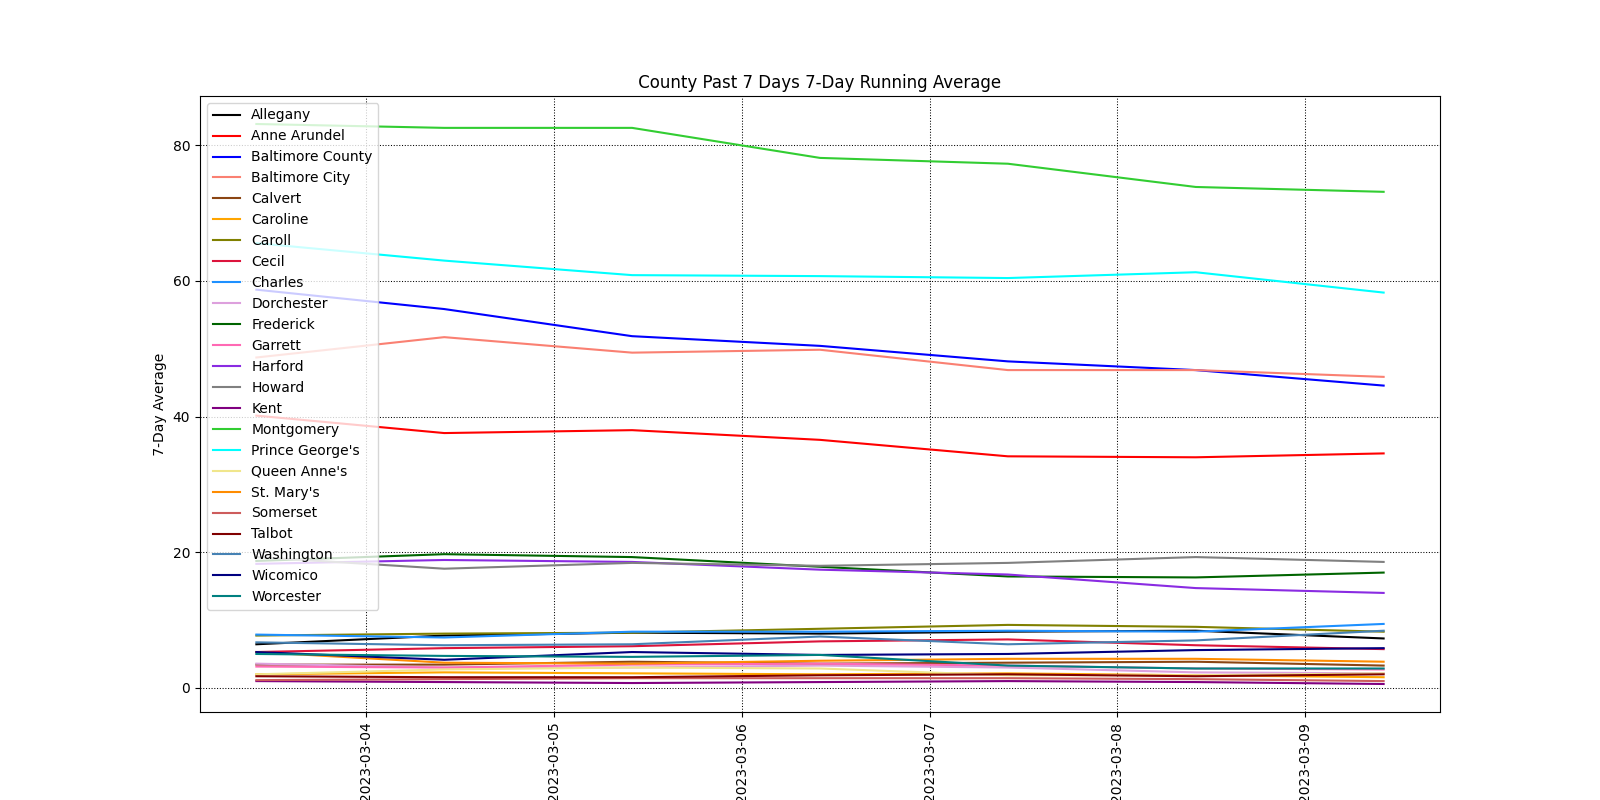 County Past 7 Days 7-Day Running Average
Allegany
Anne Arundel
Baltimore County
Baltimore City
Calvert
Caroline
Caroll
Cecil
Charles
Dorchester
Frederick
Garrett
Harford
Howard
Kent
Montgomery
Prince George's
Queen Anne's
St. Mary's
Somerset
Talbot
Washington
Wicomico
Worcester
7-Day Average
80
60
40
20
0
2023-03-04
2023-03-05
2023-03-06
2023-03-07
2023-03-08
2023-03-09